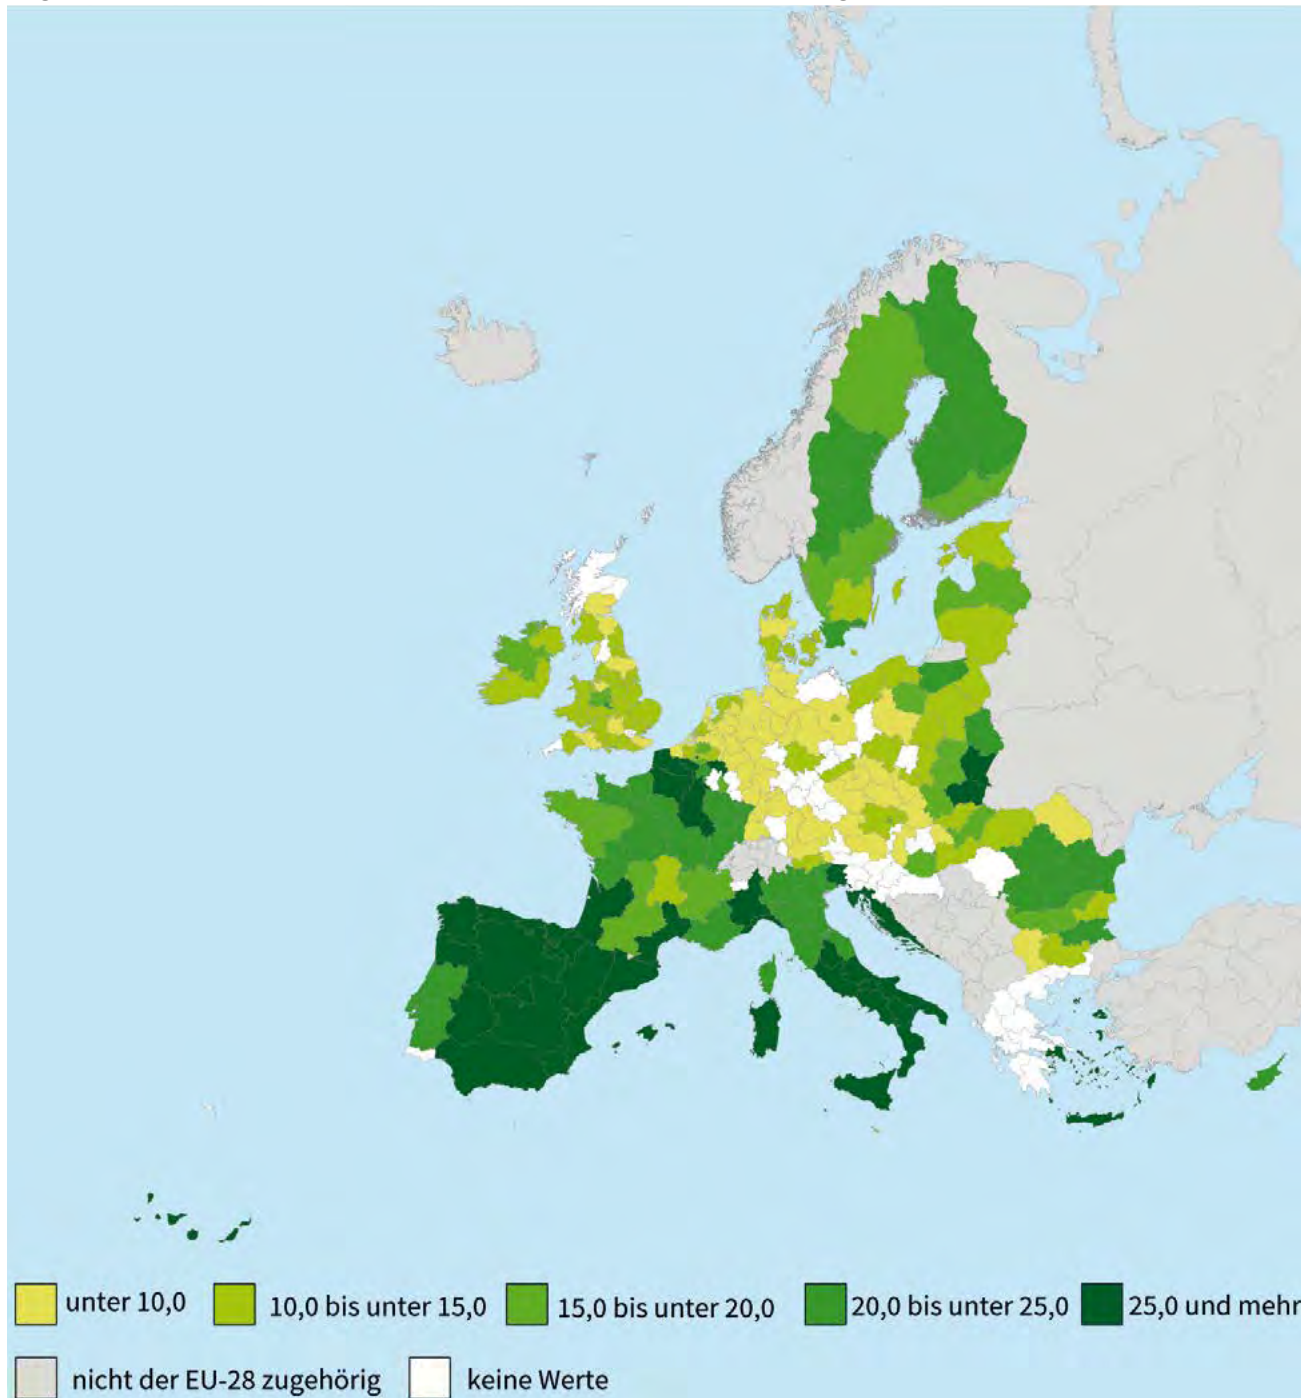 unter 10,0
10,0 bis unter 15,0
15,0 bis unter 20,0
20,0 bis unter 25,0
25,0 und mehr
nicht der EU-28 zugehörig
keine Werte